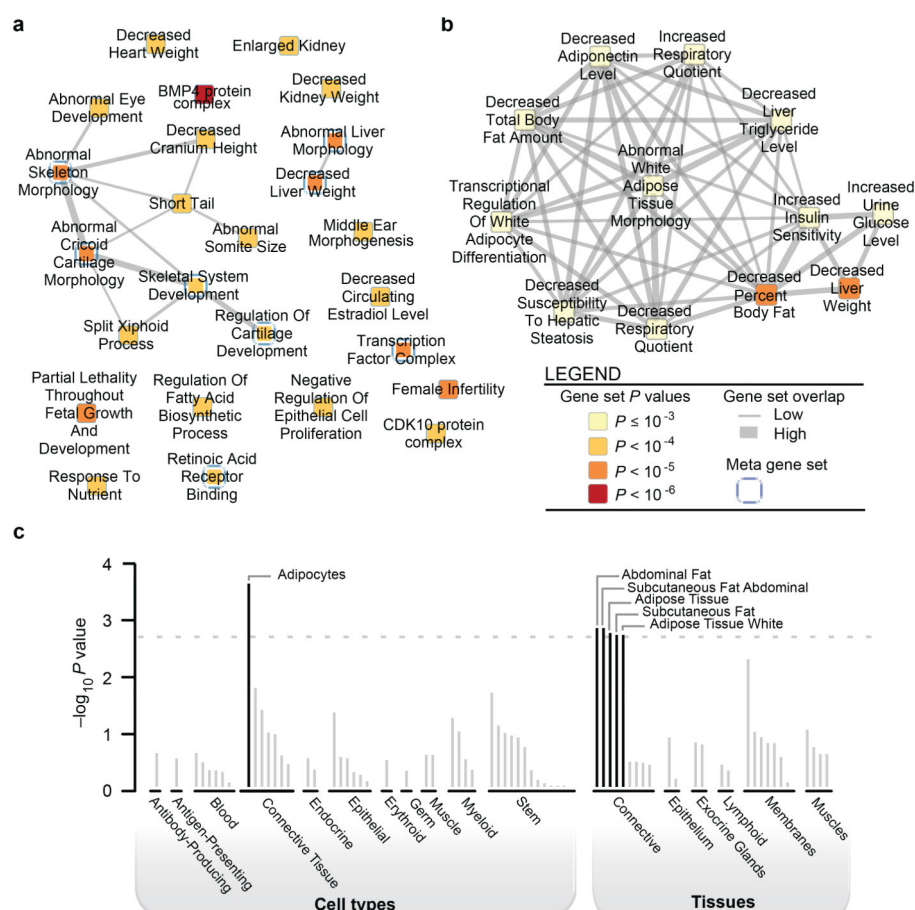 a
Decreased
Heart Weight
Enlarged Kidney
BMP4 protein
complex
Decreased
Kidney Weight
Abnormal Eye
Development
Decreased
Cranium Height
Abnormal Liver
Morphology
Abnormal
Skeleton
Morphology
Decreased
Liver Weight
Short Tail
Abnormal
Somite Size
Middle Ear
Morphogenesis
Abnormal
Cricoid
Cartilage
Morphology
Skeletal System
Development
Decreased
Circulating
Estradiol Level
Split Xiphoid
Process
Regulation Of
Cartilage
Development
Transcription
Factor Complex
Partial Lethality
Throughout
Fetal Growth
And
Development
Regulation Of
Fatty Acid
Biosynthetic
Process
Negative
Regulation Of
Epithelial Cell
Proliferation
Female Infertility
CDK10 protein
complex
Response To
Nutrient
Retinoic Acid
Receptor
Binding
b
Decreased
Adiponectin
Level
Increased
Respiratory
Quotient
Decreased
Total Body
Fat Amount
Decreased
Liver
Triglyceride
Level
Abnormal
White
Adipose
Tissue
Morphology
Transcriptional
Regulation
Of White
Adipocyte
Differentiation
Increased
Insulin
Sensitivity
Increased
Urine
Glucose
Level
Decreased
Susceptibility
To Hepatic
Steatosis
Decreased
Respiratory
Quotient
Decreased
Percent
Body Fat
Decreased
Liver
Weight
LEGEND
Gene set P values
P ≤ 10 -3
P < 10 -4
P < 10 -5
P < 10 -6
Gene set overlap
Low
High
Meta gene set
c
–log10 P value
4
3
2
1
0
Adipocytes
Abdominal Fat
Subcutaneous Fat Abdominal
Adipose Tissue
Subcutaneous Fat
Adipose Tissue White
Antibody-Producing
Antigen-Presenting
Blood
Connective Tissue
Endocrine
Epithelial
Erythroid
Germ
Muscle
Myeloid
Stem
Connective
Epithelium
Exocrine Glands
Lymphoid
Membranes
Muscles
Cell types
Tissues